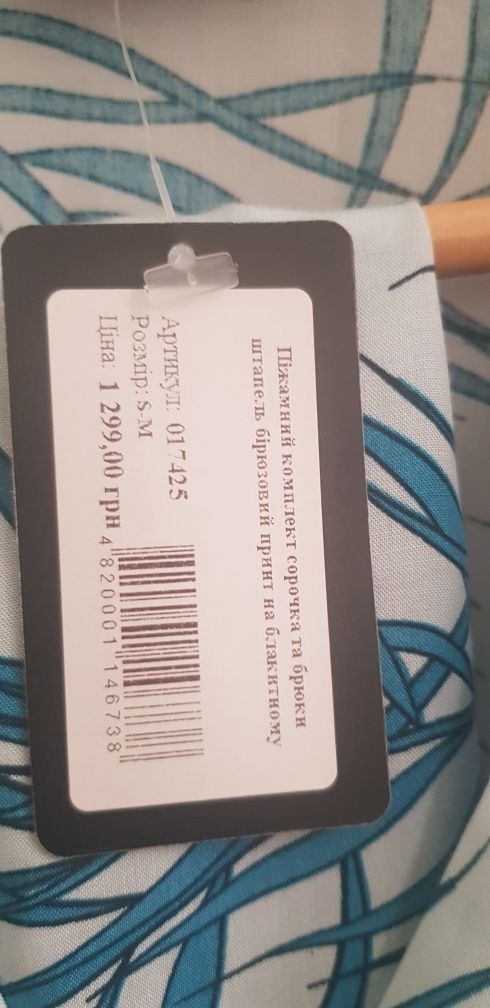 Піжамний комплект сорочка та брюки
штапель бірюзовий принт на блакитному
Артикул: 017425
Розмір: S-M
Ціна: 1 299,00 грн
4 820001 146738